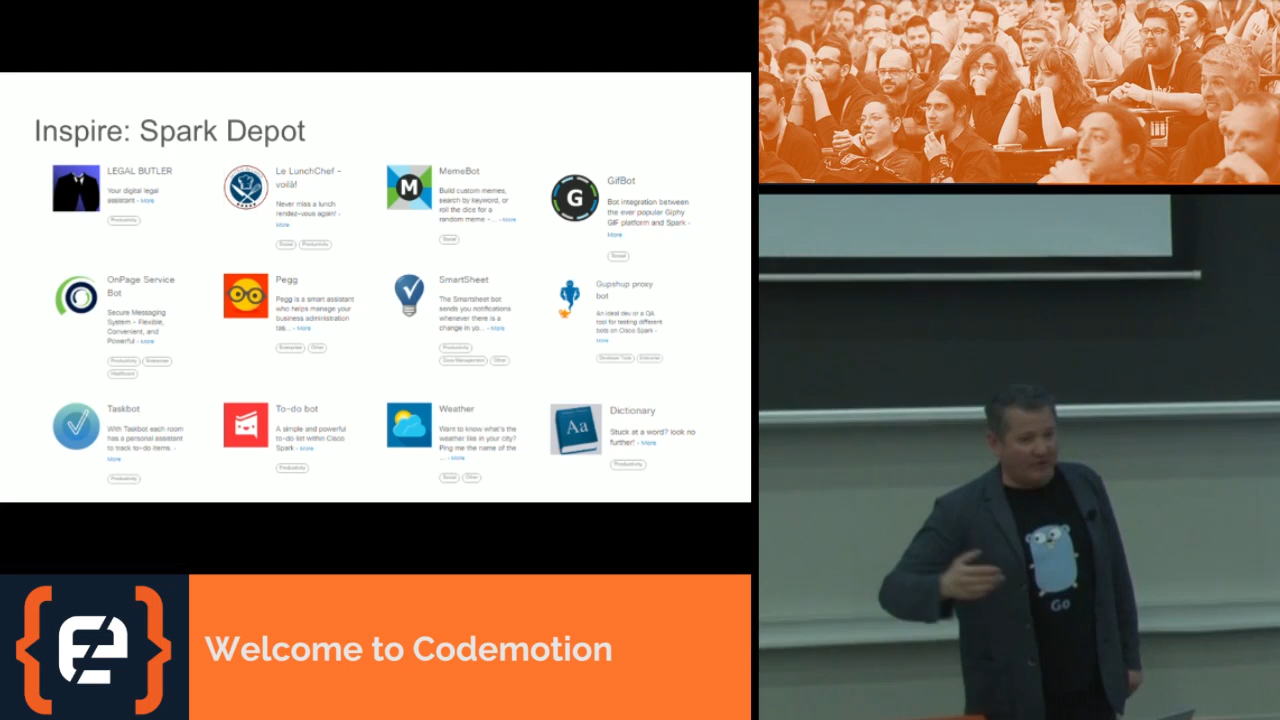 Inspire: Spark Depot
LEGAL BUTLER
Your digital legal
assistant - More
Productivity
Le LunchChef -
voilà!
Never miss a lunch
rendez-vous again! -
More
Social Productivity
MemeBot
Build custom memes,
search by keyword, or
roll the dice for a
random meme - ... - More
Social
GifBot
Bot integration between
the ever popular Giphy
GIF platform and Spark -
More
Social
OnPage Service
Bot
Secure Messaging
System - Flexible,
Convenient, and
Powerful - More
Productivity Enterprise
Healthcare
Pegg
Pegg is a smart assistant
who helps manage your
business administration
tas... - More
Enterprise Other
SmartSheet
The Smartsheet bot
sends you notifications
whenever there is a
change in yo... - More
Productivity
Data Management Other
Gupshup proxy
bot
An ideal dev or a QA
tool for testing different
bots on Cisco Spark -
More
Developer Tools Enterprise
Taskbot
With Taskbot each room
has a personal assistant
to track to-do items. -
More
Productivity
To-do bot
A simple and powerful
to-do list within Cisco
Spark - More
Productivity
Weather
Want to know what's the
weather like in your city?
Ping me the name of the
... - More
Social Other
Dictionary
Stuck at a word? look no
further! - More
Productivity
M
G
Aa
Go
Welcome to Codemotion